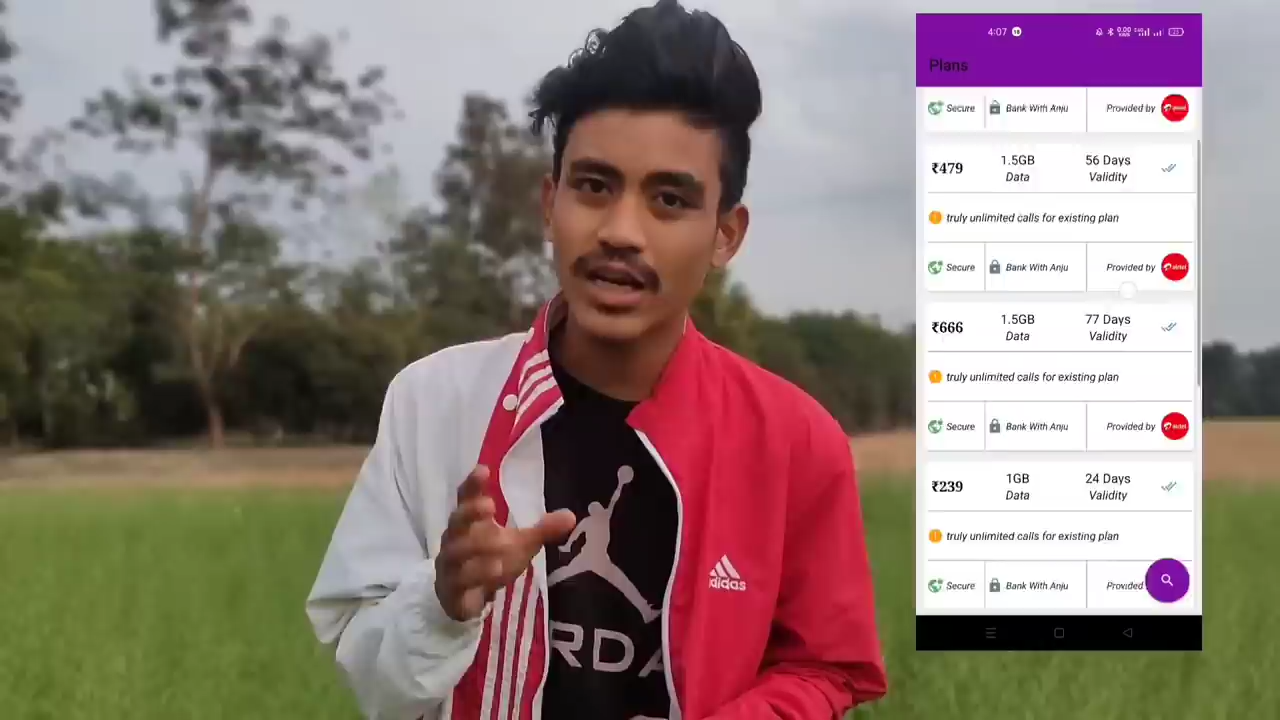 4:07
Plans
Secure
Bank With Anju
Provided by
₹479
1.5GB
Data
56 Days
Validity
truly unlimited calls for existing plan
Secure
Bank With Anju
Provided by
airtel
₹666
1.5GB
Data
77 Days
Validity
truly unlimited calls for existing plan
Secure
Bank With Anju
Provided by
airtel
₹239
1GB
Data
24 Days
Validity
truly unlimited calls for existing plan
Secure
Bank With Anju
Provided
adidas
RDA